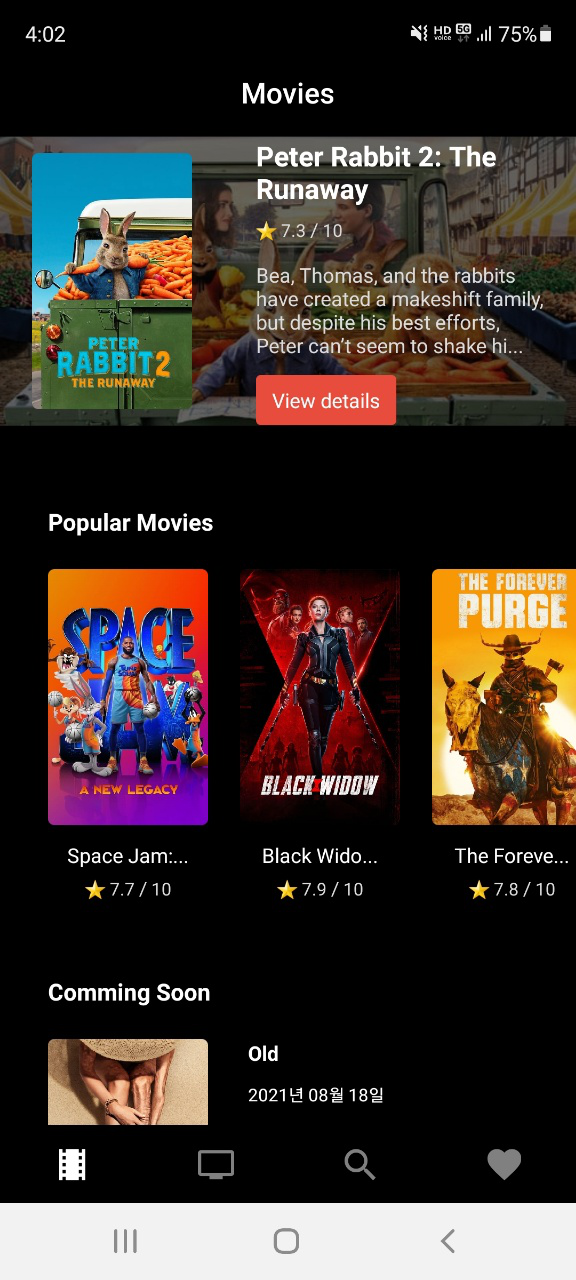 4:02
HD voice 5G 75%
Movies
Peter Rabbit 2: The
Runaway
7.3 / 10
Bea, Thomas, and the rabbits
have created a makeshift family,
but despite his best efforts,
Peter can’t seem to shake hi...
PETER
RABBIT 2
THE RUNAWAY
View details
Popular Movies
SPACE
JAM
A NEW LEGACY
BLACK WIDOW
THE FOREVER
PURGE
Space Jam:...
Black Wido...
The Foreve...
7.7 / 10
7.9 / 10
7.8 / 10
Comming Soon
Old
2021년 08월 18일